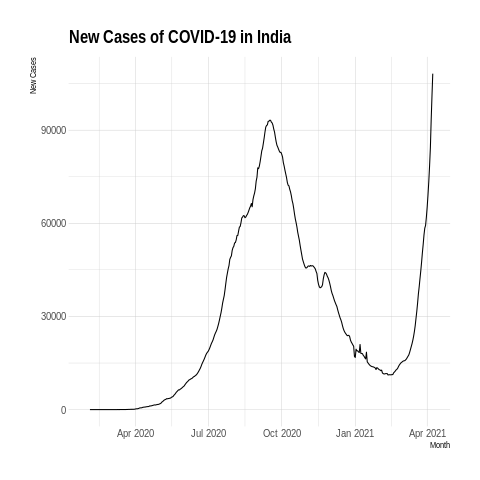 New Cases of COVID-19 in India
New Cases
90000
60000
30000
0
Apr 2020 Jul 2020 Oct 2020 Jan 2021 Apr 2021
Month